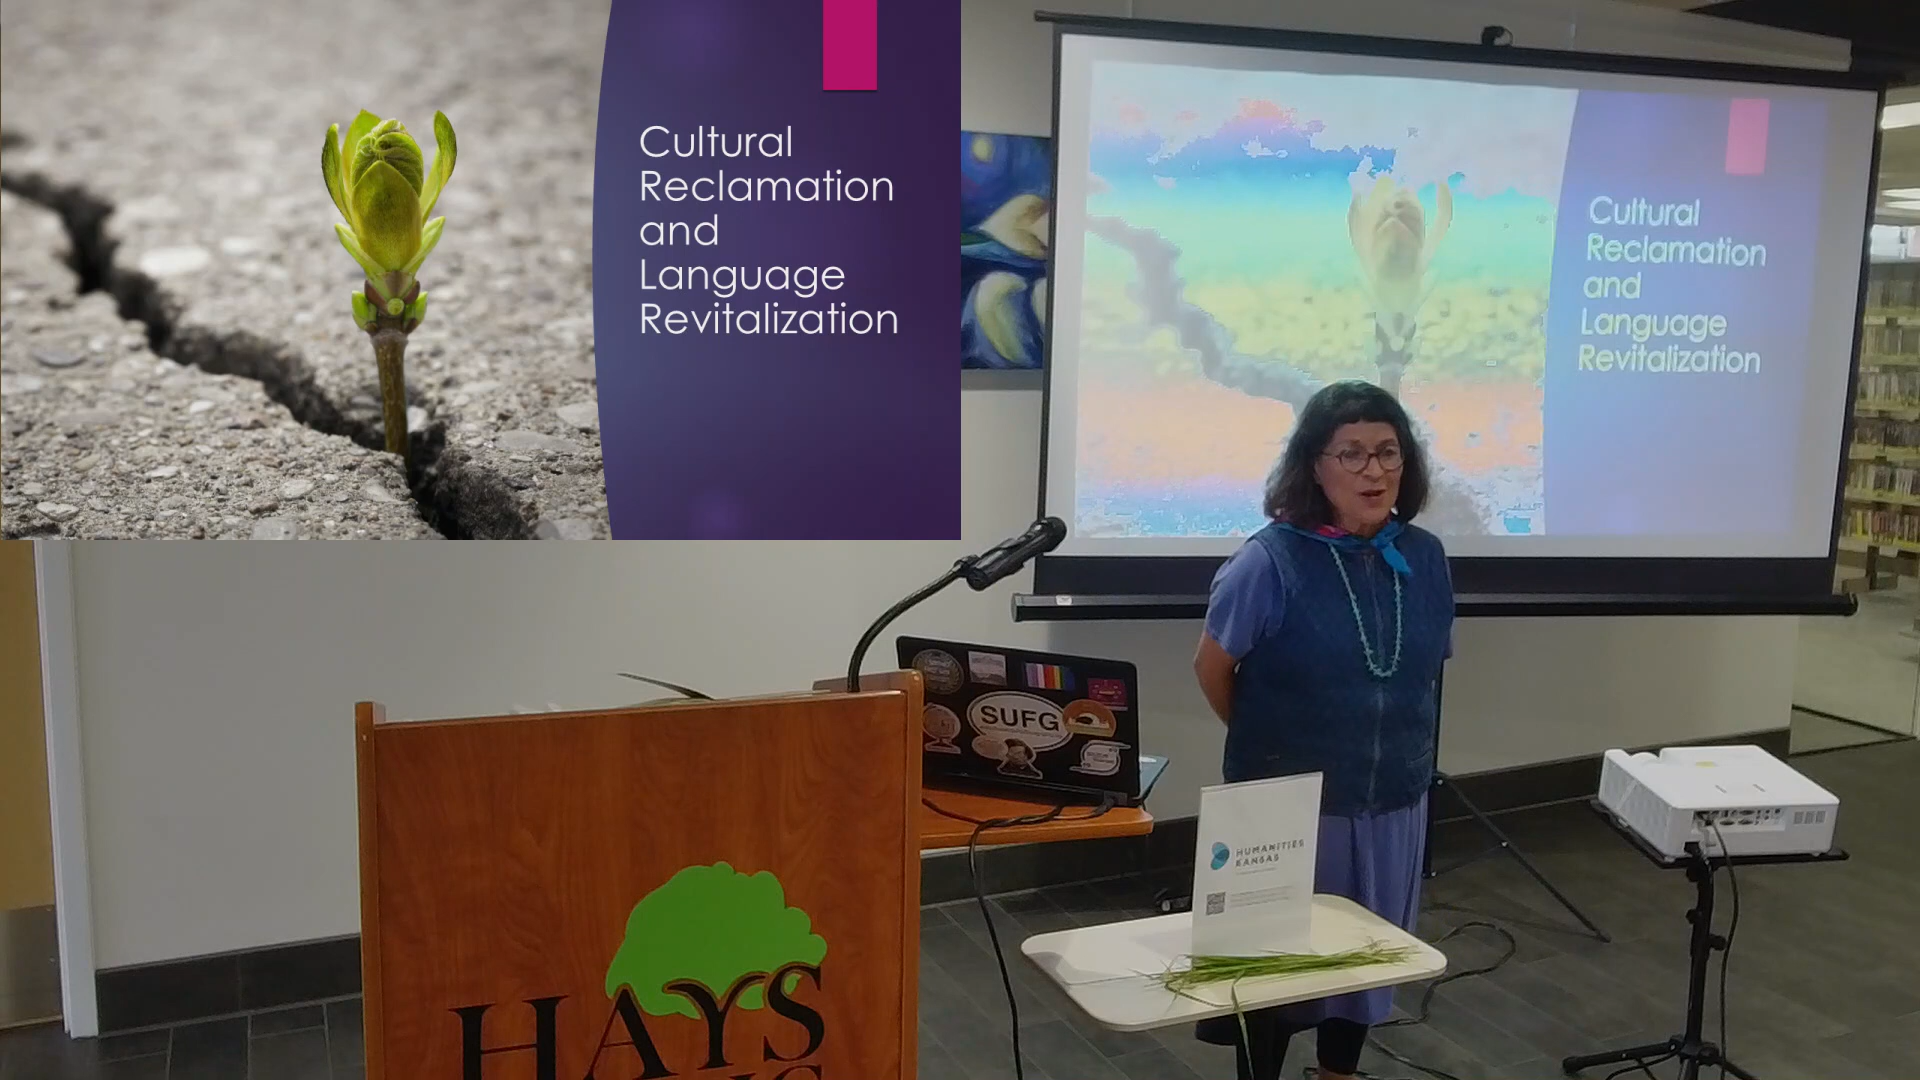 Cultural
Reclamation
and
Language
Revitalization
Cultural
Reclamation
and
Language
Revitalization
SUFG
HUMANITIES
KANSAS
HAYS